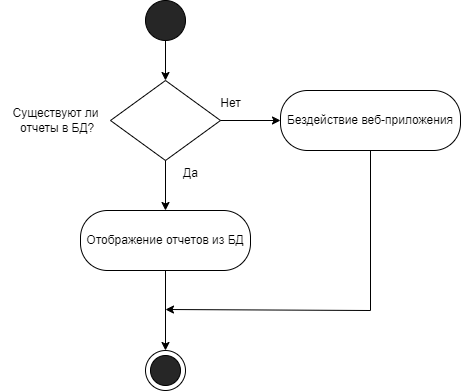 Нет
Существуют ли
отчеты в БД?
Бездействие веб-приложения
Да
Отображение отчетов из БД